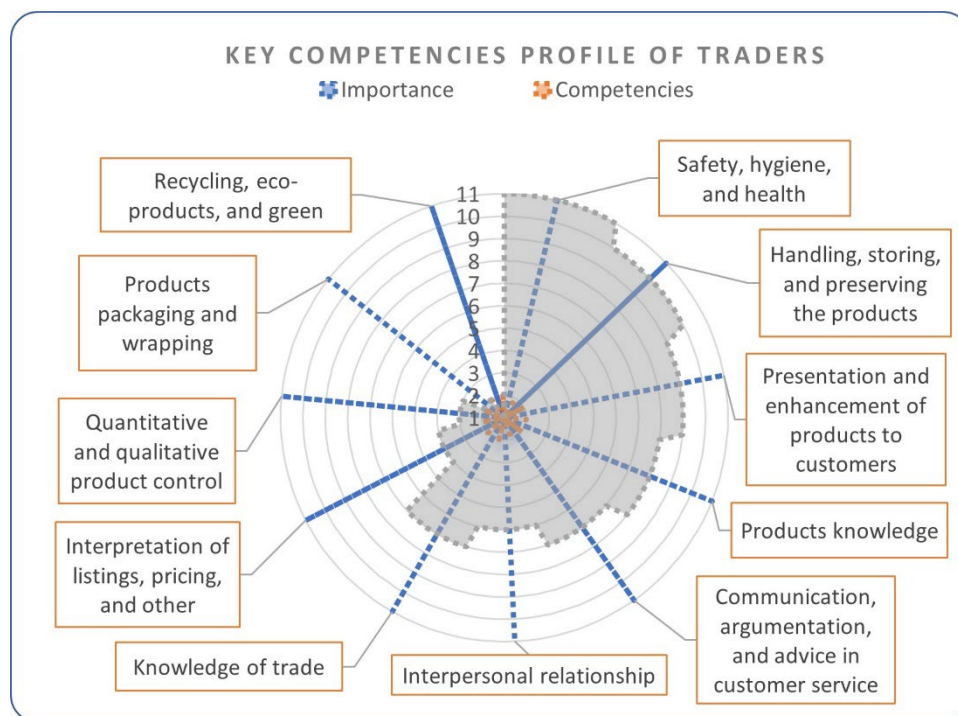 KEY COMPETENCIES PROFILE OF TRADERS
Importance
Competencies
Recycling, eco-
products, and green
Safety, hygiene,
and health
11
10
9
8
7
6
5
4
3
2
1
Handling, storing,
and preserving
the products
Products
packaging and
wrapping
Presentation and
enhancement of
products to
customers
Quantitative
and qualitative
product control
Products knowledge
Interpretation of
listings, pricing,
and other
Communication,
argumentation,
and advice in
customer service
Knowledge of trade
Interpersonal relationship